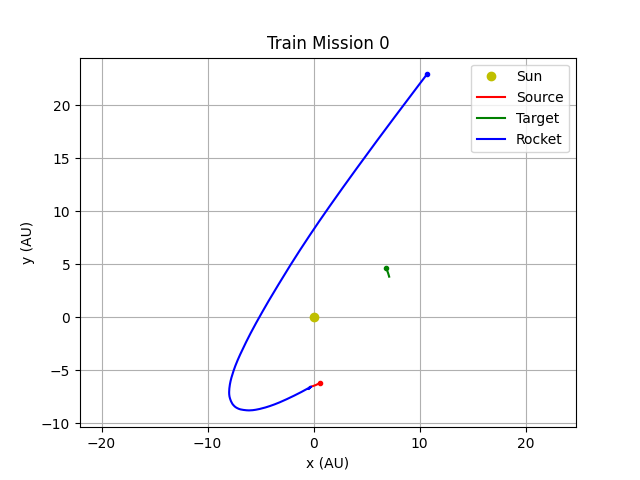 Train Mission 0
Sun
Source
Target
Rocket
20
15
10
5
0
−5
−10
y (AU)
−20 −10 0 10 20
x (AU)